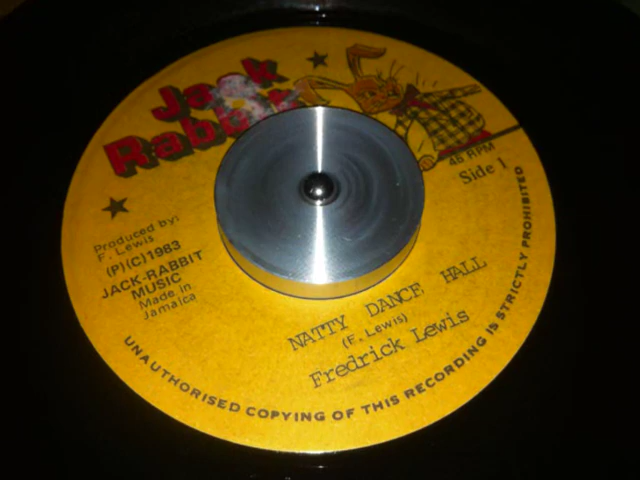 Jack
Rabbit
45 RPM
Side 1
Produced by:
F. Lewis
(P)(C)1983
JACK-RABBIT
MUSIC
Made in
Jamaica
NATTY DANCE HALL
(F. Lewis)
Fredrick Lewis
UNAUTHORISED COPYING OF THIS RECORDING IS STRICTLY PROHIBITED